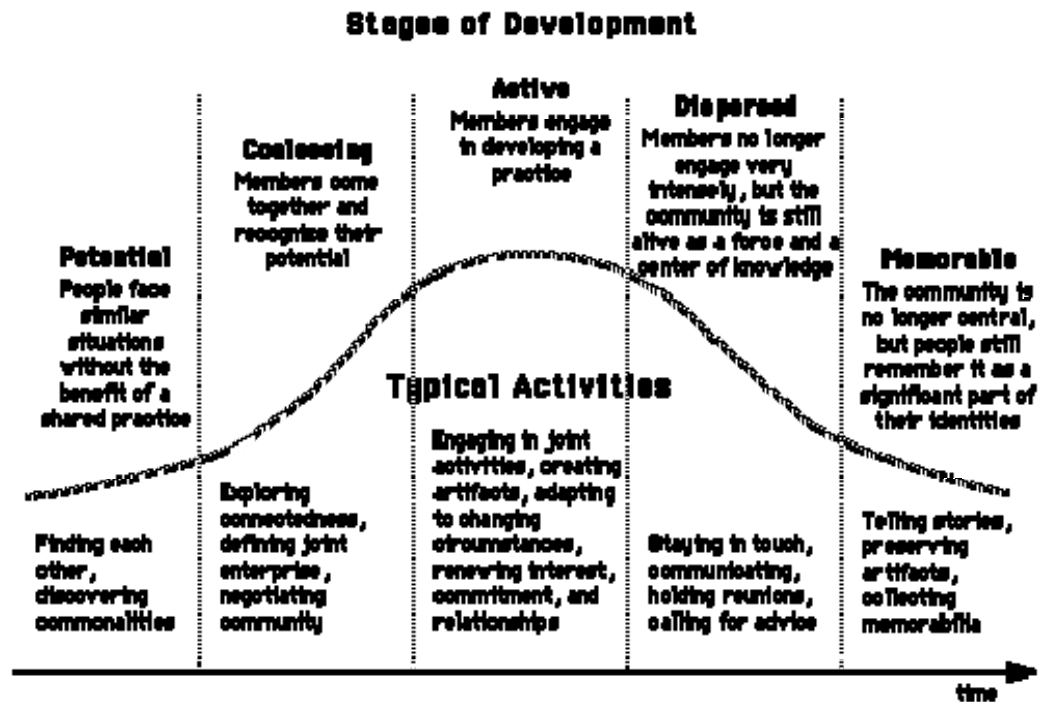 Stages of Development
Potential
People face
similar
situations
without the
benefit of a
shared practice
Coalescing
Members come
together and
recognize their
potential
Active
Members engage
in developing a
practice
Dispersed
Members no longer
engage very
intensely, but the
community is still
alive as a force and a
center of knowledge
Memorable
The community is
no longer central,
but people still
remember it as a
significant part of
their identities
Typical Activities
Finding each
other,
discovering
commonalities
Exploring
connectedness,
defining joint
enterprise,
negotiating
community
Engaging in joint
activities, creating
artifacts, adapting
to changing
circumstances,
renewing interest,
commitment, and
relationships
Staying in touch,
communicating,
holding reunions,
calling for advice
Telling stories,
preserving
artifacts,
collecting
memorabilia
time